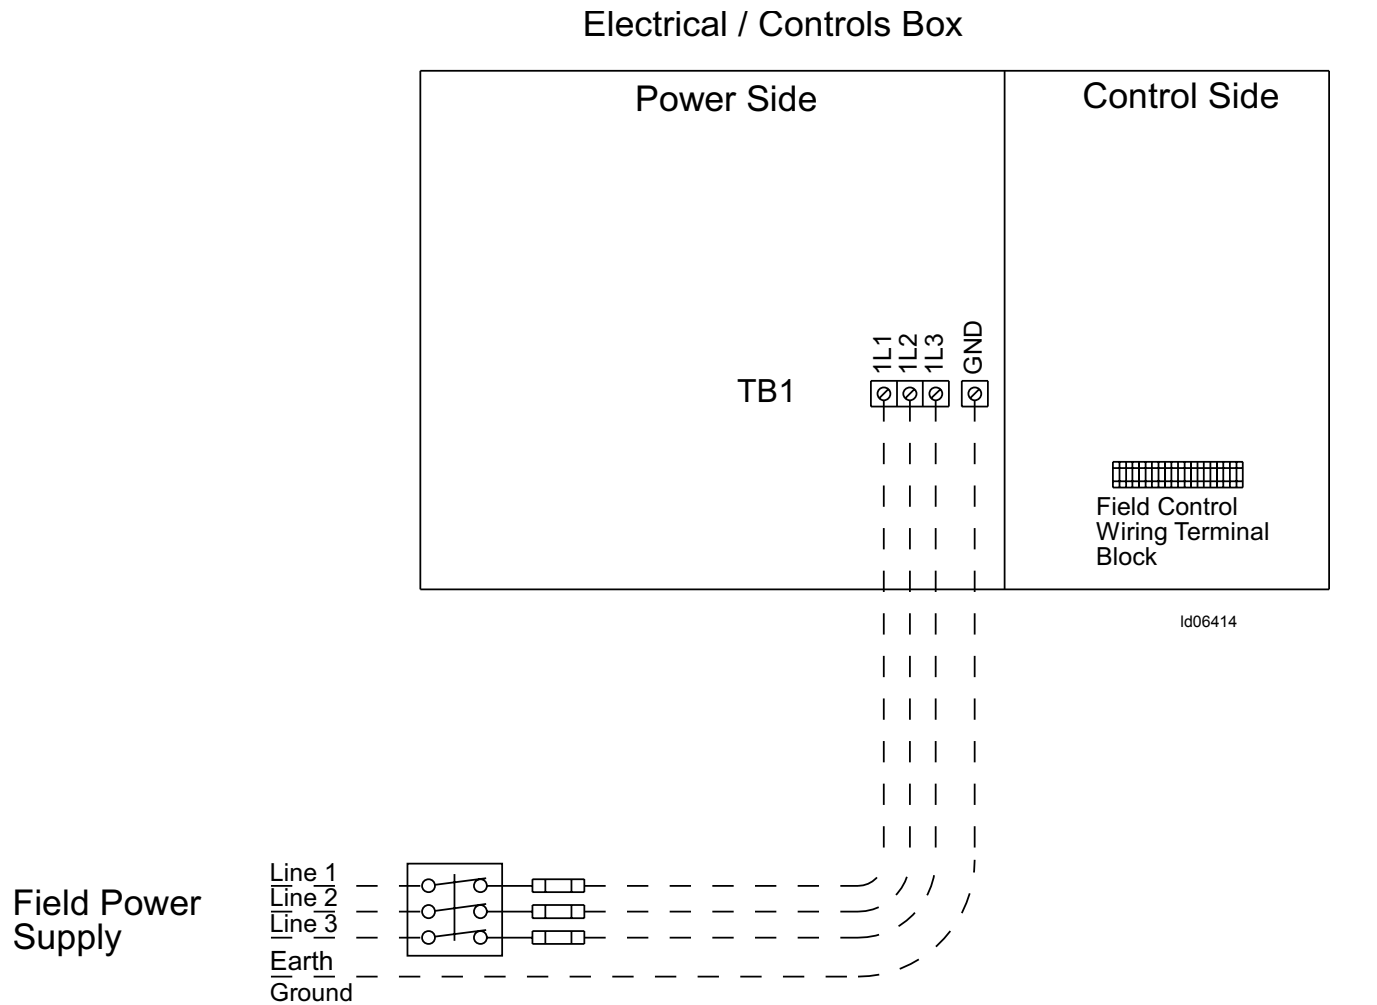 Electrical / Controls Box
Power Side
Control Side
1L1
1L2
1L3
GND
TB1
Field Control
Wiring Terminal
Block
ld06414
Field Power
Supply
Line 1
Line 2
Line 3
Earth
Ground